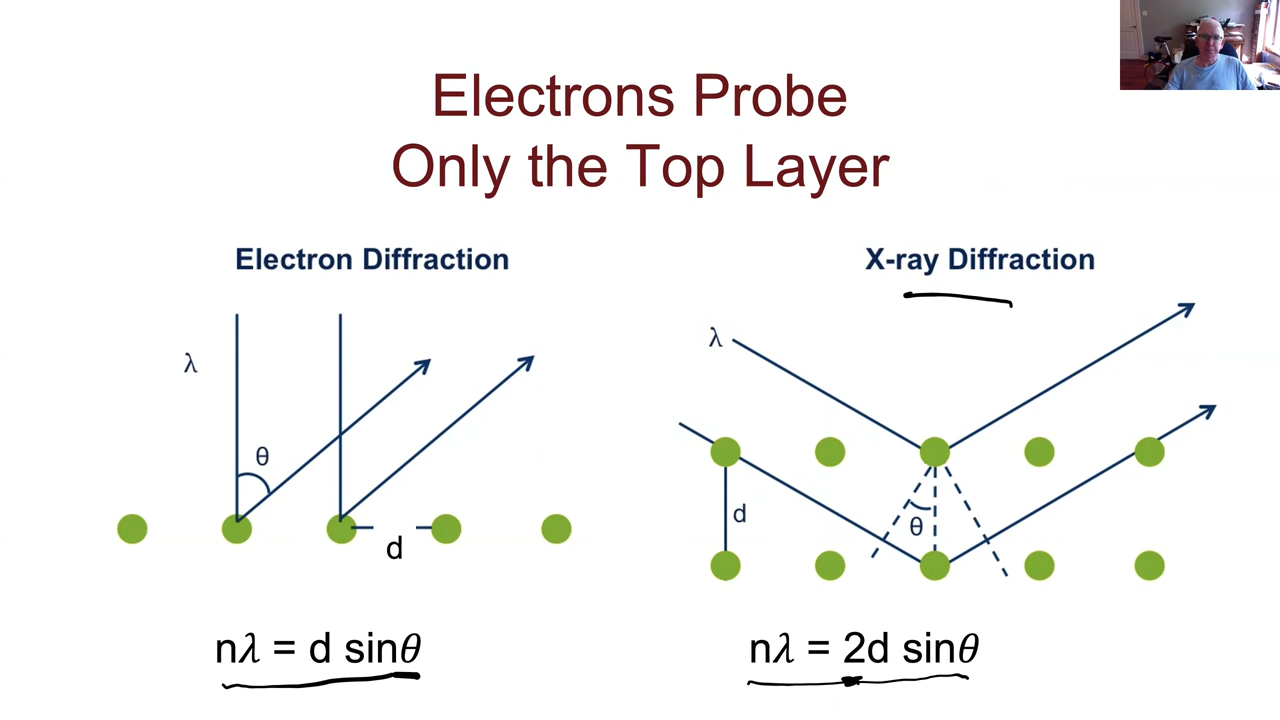 Electrons Probe
Only the Top Layer
Electron Diffraction
λ
θ
d
nλ = d sinθ
X-ray Diffraction
λ
d
θ
nλ = 2d sinθ